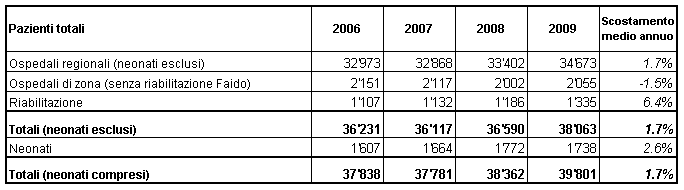 Pazienti totali 2006 2007 2008 2009 Scostamento medio annuo
Ospedali regionali (neonati esclusi) 32'973 32'868 33'402 34'673 1.7%
Ospedali di zona (senza riabilitazione Faido) 2'151 2'117 2'002 2'055 -1.5%
Riabilitazione 1'107 1'132 1'186 1'335 6.4%
Totali (neonati esclusi) 36'231 36'117 36'590 38'063 1.7%
Neonati 1'607 1'664 1'772 1'738 2.6%
Totali (neonati compresi) 37'838 37'781 38'362 39'801 1.7%